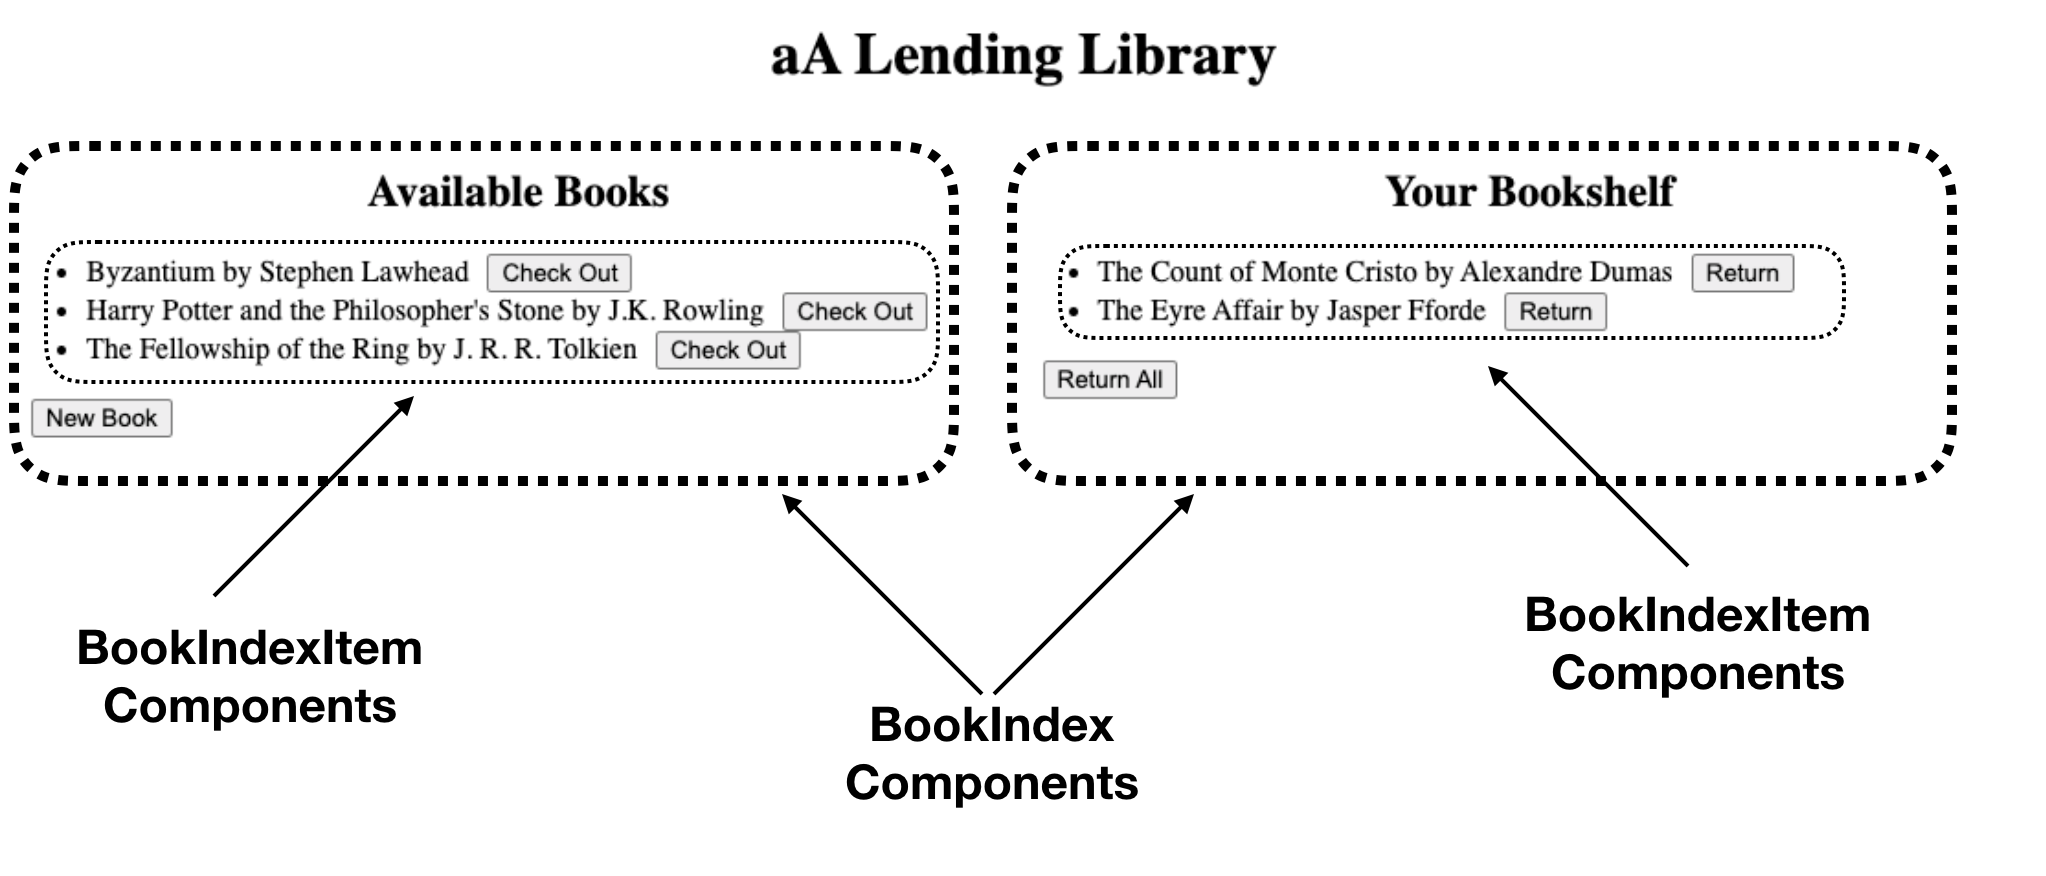 aA Lending Library
Available Books
Byzantium by Stephen Lawhead Check Out
Harry Potter and the Philosopher's Stone by J.K. Rowling Check Out
The Fellowship of the Ring by J. R. R. Tolkien Check Out
New Book
Your Bookshelf
The Count of Monte Cristo by Alexandre Dumas Return
The Eyre Affair by Jasper Fforde Return
Return All
BookIndexItem
Components
BookIndex
Components
BookIndexItem
Components